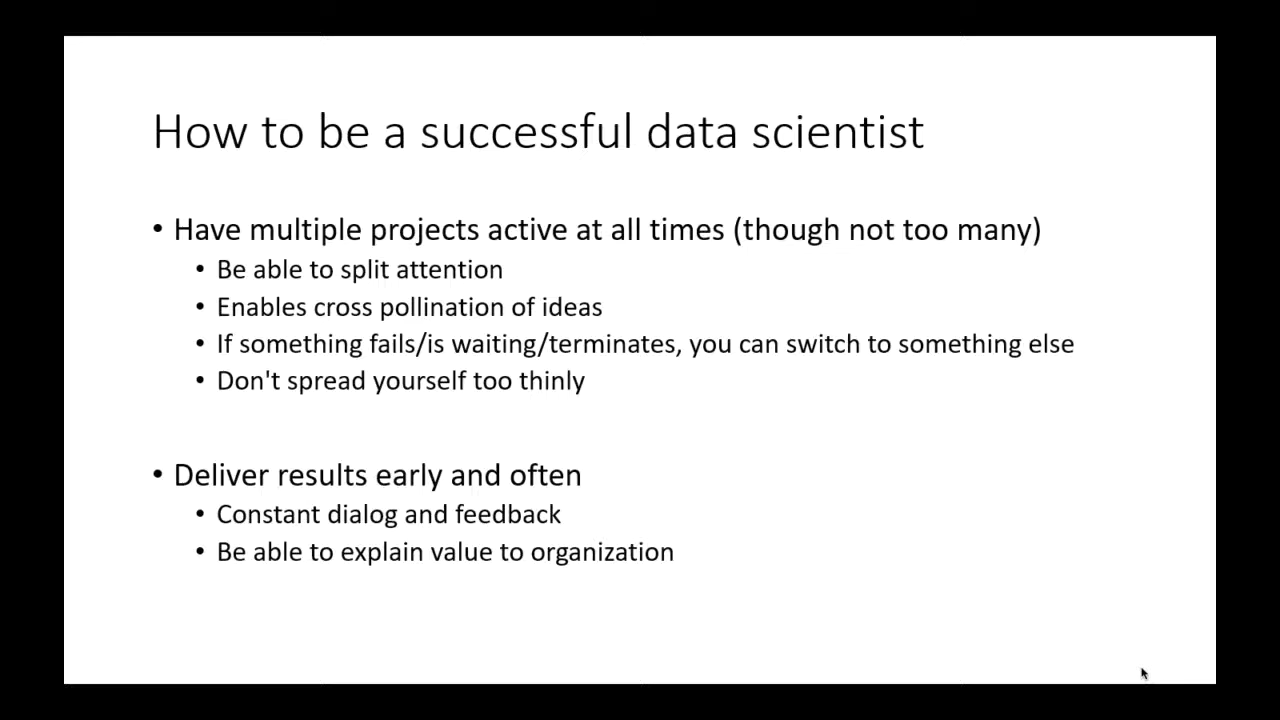 How to be a successful data scientist
• Have multiple projects active at all times (though not too many)
• Be able to split attention
• Enables cross pollination of ideas
• If something fails/is waiting/terminates, you can switch to something else
• Don't spread yourself too thinly
• Deliver results early and often
• Constant dialog and feedback
• Be able to explain value to organization